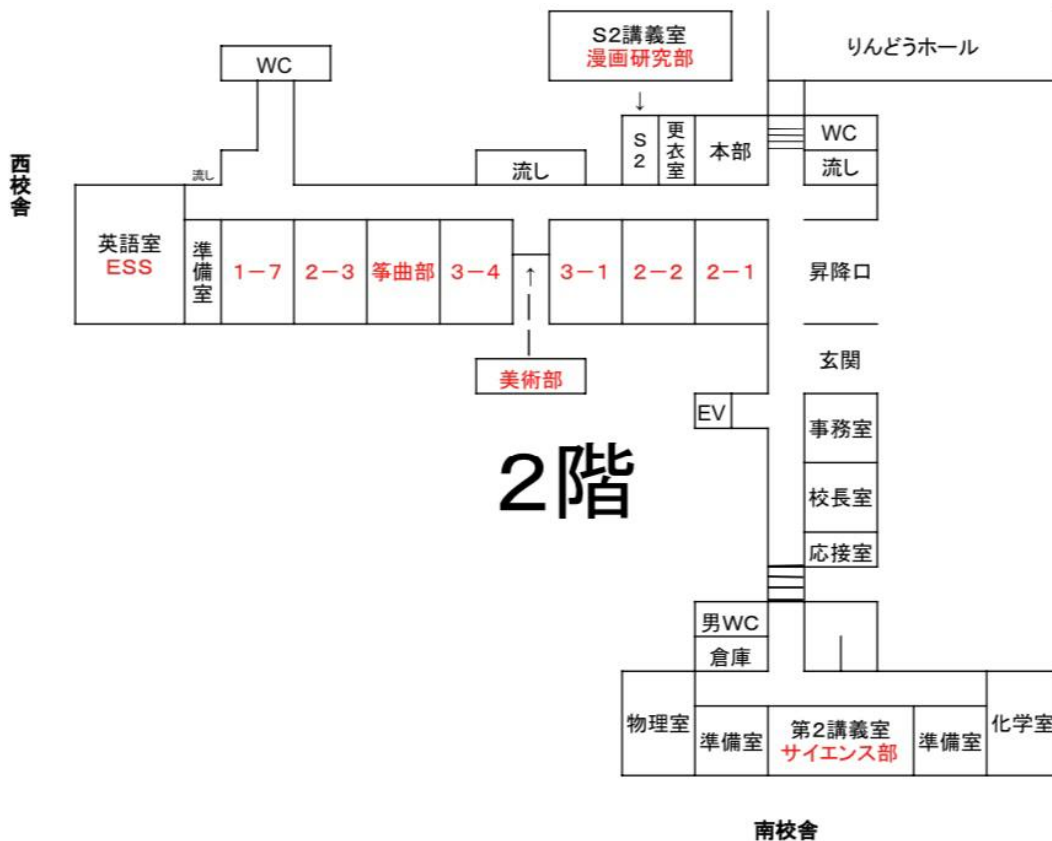 S2講義室
漫画研究部
りんどうホール
WC
↓
S2
更衣室
本部
WC
流し
西校舎
流し
流し
英語室
ESS
準備室
1−7
2−3
筝曲部
3−4
↑
3−1
2−2
2−1
昇降口
美術部
玄関
EV
事務室
2階
校長室
応接室
男WC
倉庫
物理室
準備室
第2講義室
サイエンス部
準備室
化学室
南校舎